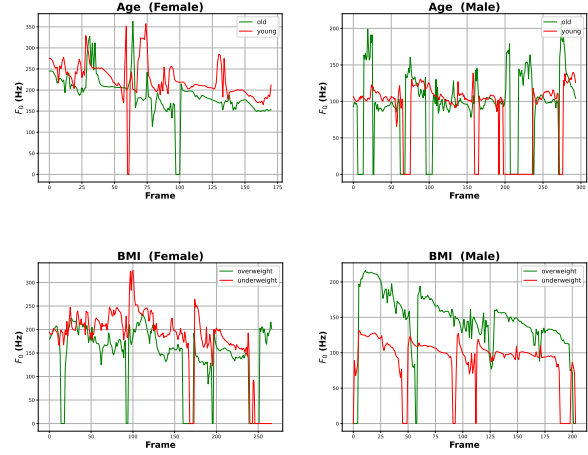 Age (Female)
F0 (Hz)
350
300
250
200
150
100
50
0
old
young
0 25 50 75 100 125 150 175
Frame
Age (Male)
F0 (Hz)
200
150
100
50
0
old
young
0 50 100 150 200 250 300
Frame
BMI (Female)
F0 (Hz)
300
250
200
150
100
50
0
overweight
underweight
0 50 100 150 200 250
Frame
BMI (Male)
F0 (Hz)
200
150
100
50
0
overweight
underweight
0 25 50 75 100 125 150 175 200
Frame